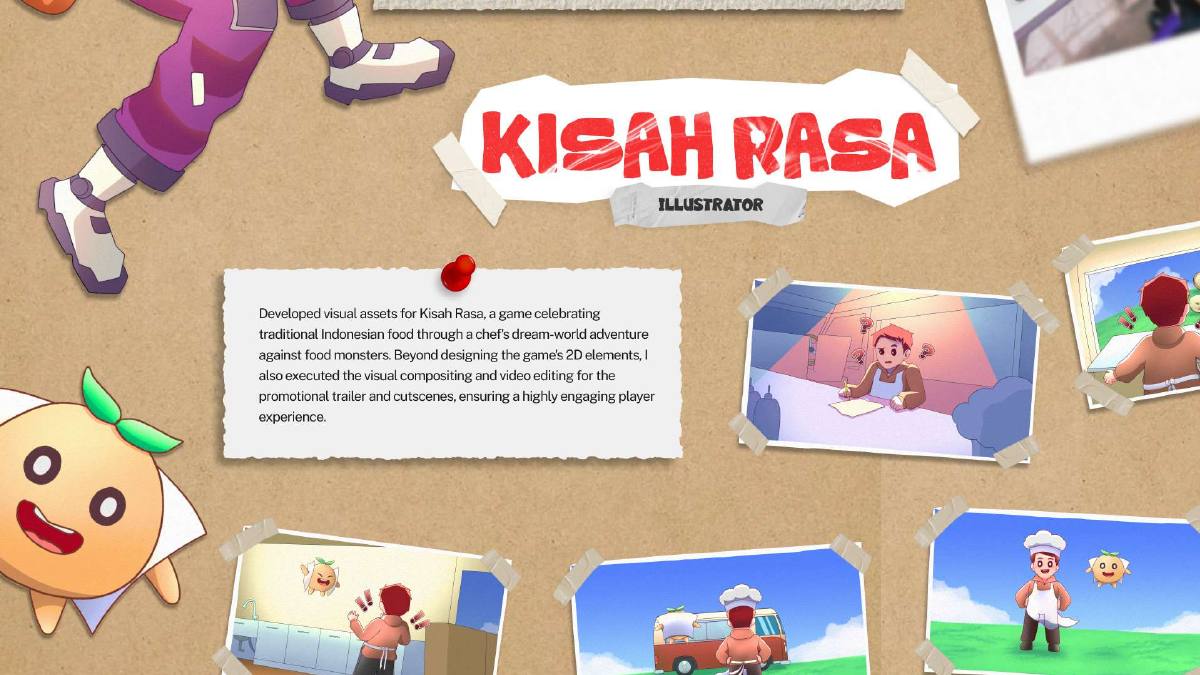 KISAH RASA
ILLUSTRATOR
Developed visual assets for Kisah Rasa, a game celebrating
traditional Indonesian food through a chef's dream-world adventure
against food monsters. Beyond designing the game's 2D elements, I
also executed the visual compositing and video editing for the
promotional trailer and cutscenes, ensuring a highly engaging player
experience.